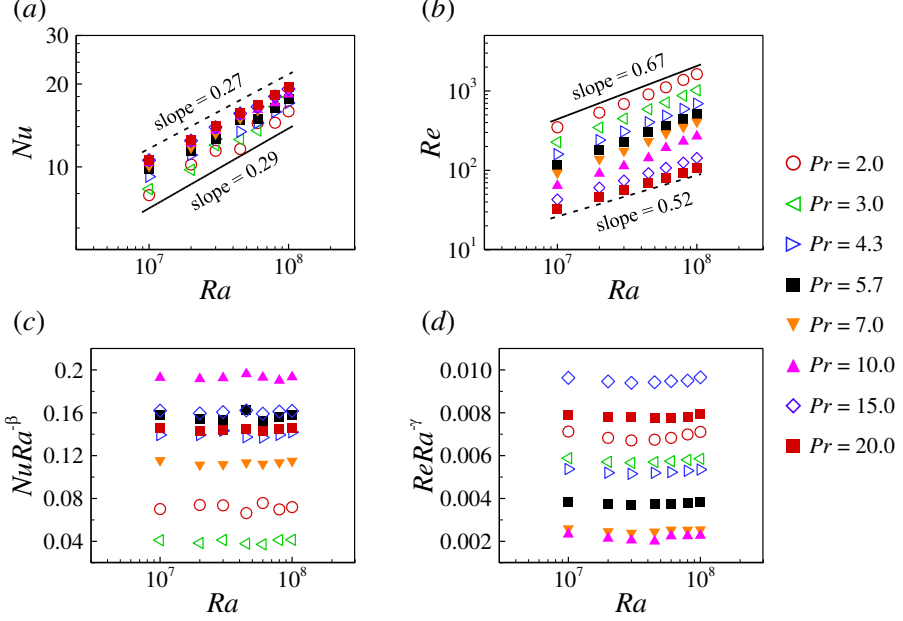 (a)
30
20
10
Nu
slope = 0.27
slope = 0.29
10^7
10^8
Ra
(b)
10^3
10^2
10^1
Re
slope = 0.67
slope = 0.52
10^7
10^8
Ra
Pr = 2.0
Pr = 3.0
Pr = 4.3
Pr = 5.7
Pr = 7.0
Pr = 10.0
Pr = 15.0
Pr = 20.0
(c)
0.2
0.16
0.12
0.08
0.04
NuRa^-β
10^7
10^8
Ra
(d)
0.010
0.008
0.006
0.004
0.002
ReRa^-γ
10^7
10^8
Ra